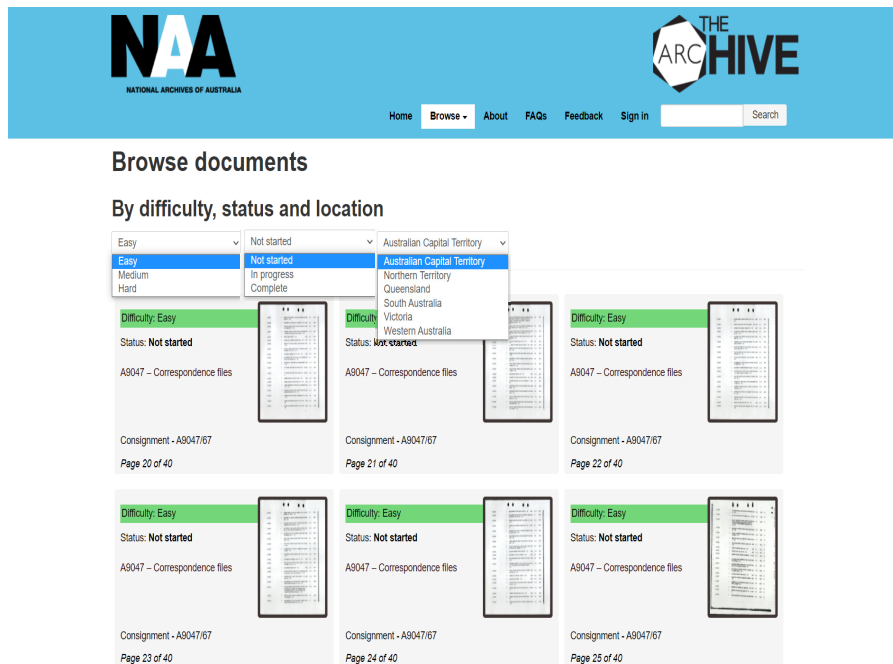 NAA
NATIONAL ARCHIVES OF AUSTRALIA
THE
ARCHIVE
Home Browse About FAQs Feedback Sign in Search
Browse documents
By difficulty, status and location
Easy Not started Australian Capital Territory
Easy Not started Australian Capital Territory
Medium In progress Northern Territory
Hard Complete Queensland
South Australia
Victoria
Western Australia
Difficulty: Easy Difficulty Difficulty: Easy
Status: Not started Status: Not started Status: Not started
A9047 – Correspondence files A9047 – Correspondence files A9047 – Correspondence files
Consignment - A9047/67 Consignment - A9047/67 Consignment - A9047/67
Page 20 of 40 Page 21 of 40 Page 22 of 40
Difficulty: Easy Difficulty: Easy Difficulty: Easy
Status: Not started Status: Not started Status: Not started
A9047 – Correspondence files A9047 – Correspondence files A9047 – Correspondence files
Consignment - A9047/67 Consignment - A9047/67 Consignment - A9047/67
Page 23 of 40 Page 24 of 40 Page 25 of 40